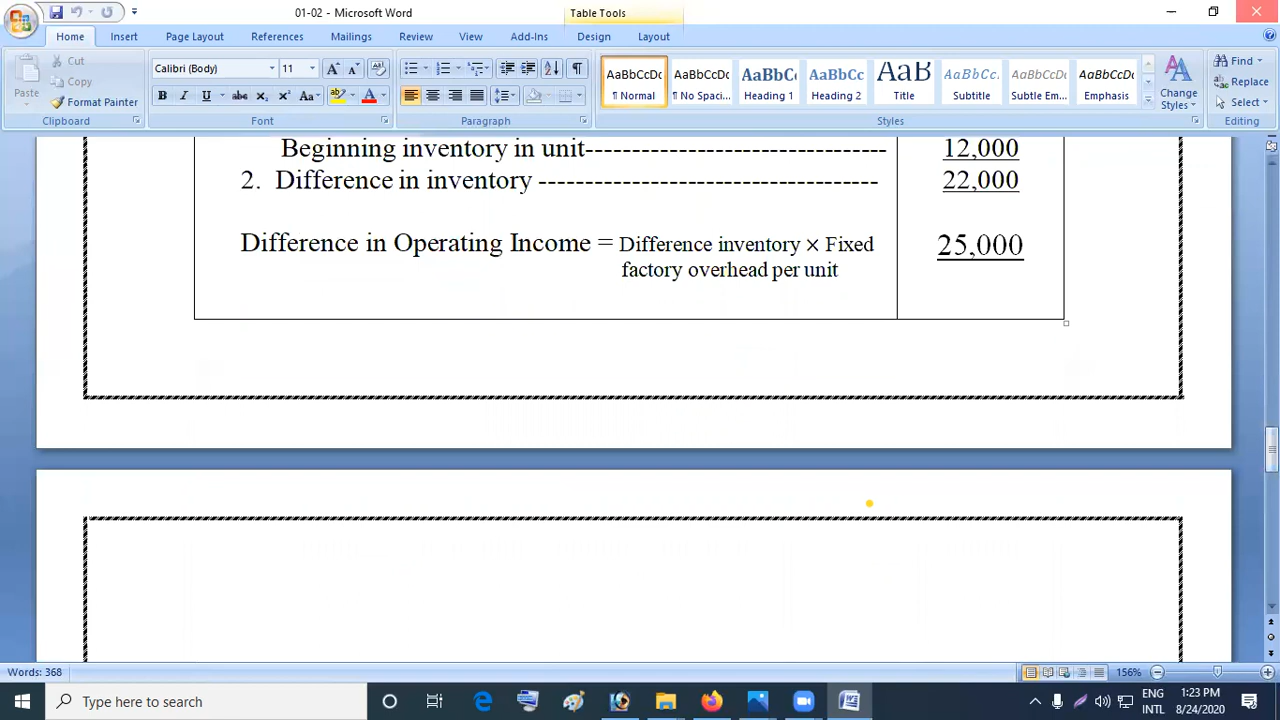 01-02 - Microsoft Word
Table Tools
Home Insert Page Layout References Mailings Review View Add-Ins Design Layout
Paste
Cut
Copy
Format Painter
Clipboard
Calibri (Body) 11
Font
Paragraph
AaBbCcDc AaBbCcDc AaBbC AaBbCc AaB AaBbCc. AaBbCcDc AaBbCcDc
¶ Normal ¶ No Spaci... Heading 1 Heading 2 Title Subtitle Subtle Em... Emphasis
Change
Styles
Styles
Find
Replace
Select
Editing
Beginning inventory in unit-------------------------------- 12,000
2. Difference in inventory ------------------------------------ 22,000
Difference in Operating Income = Difference inventory × Fixed 25,000
factory overhead per unit
Words: 368
156%
Type here to search
ENG
INTL
1:23 PM
8/24/2020